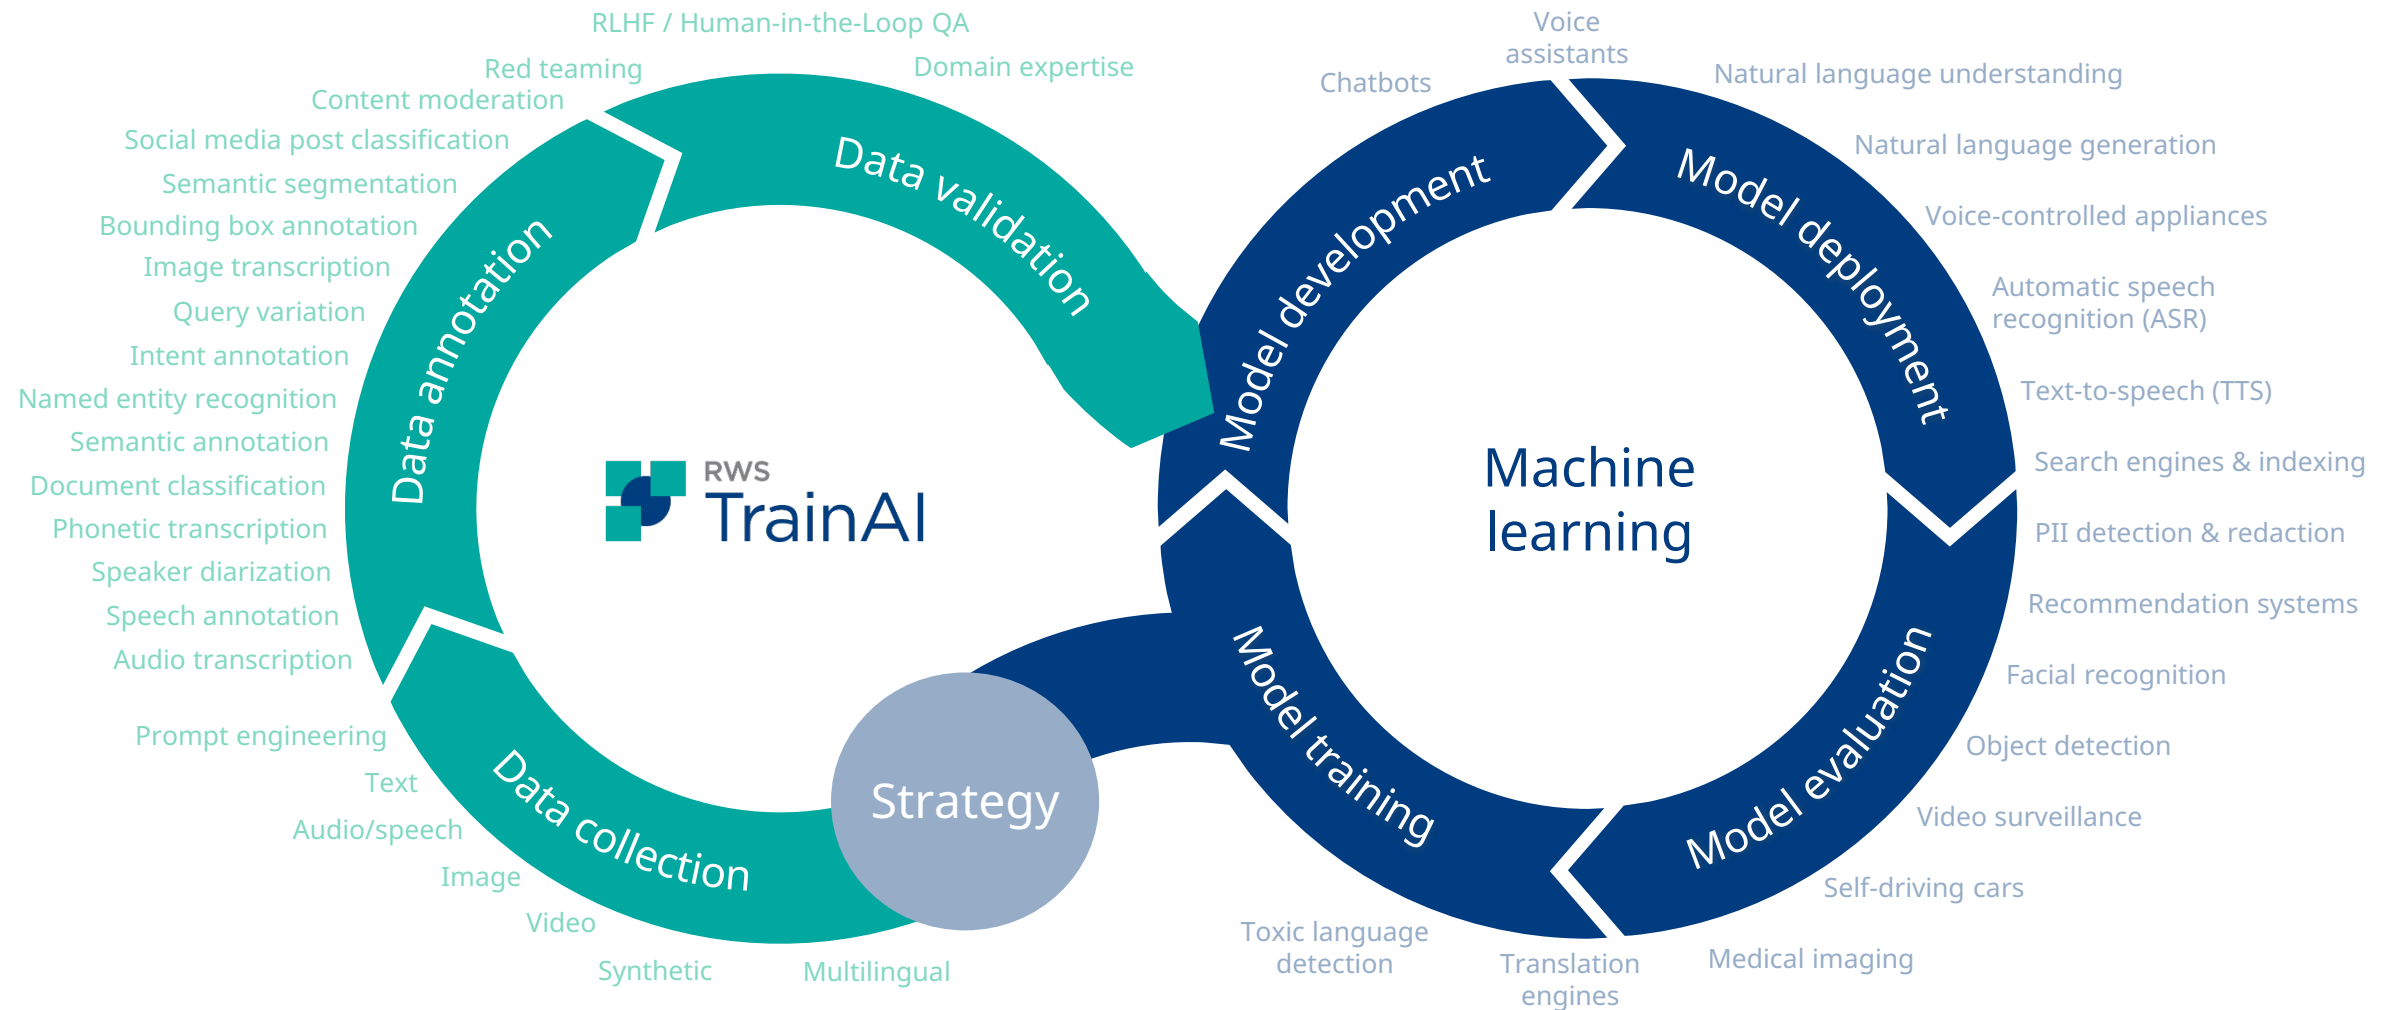 RLHF / Human-in-the-Loop QA
Red teaming
Domain expertise
Content moderation
Social media post classification
Semantic segmentation
Bounding box annotation
Image transcription
Query variation
Intent annotation
Named entity recognition
Semantic annotation
Document classification
Phonetic transcription
Speaker diarization
Speech annotation
Audio transcription
Prompt engineering
Text
Audio/speech
Image
Video
Synthetic
Multilingual
Data validation
Data annotation
Data collection
RWS
TrainAI
Strategy
Chatbots
Voice
assistants
Natural language understanding
Natural language generation
Voice-controlled appliances
Automatic speech
recognition (ASR)
Text-to-speech (TTS)
Search engines & indexing
PII detection & redaction
Recommendation systems
Facial recognition
Object detection
Video surveillance
Self-driving cars
Medical imaging
Translation
engines
Toxic language
detection
Model development
Model deployment
Model evaluation
Model training
Machine
learning